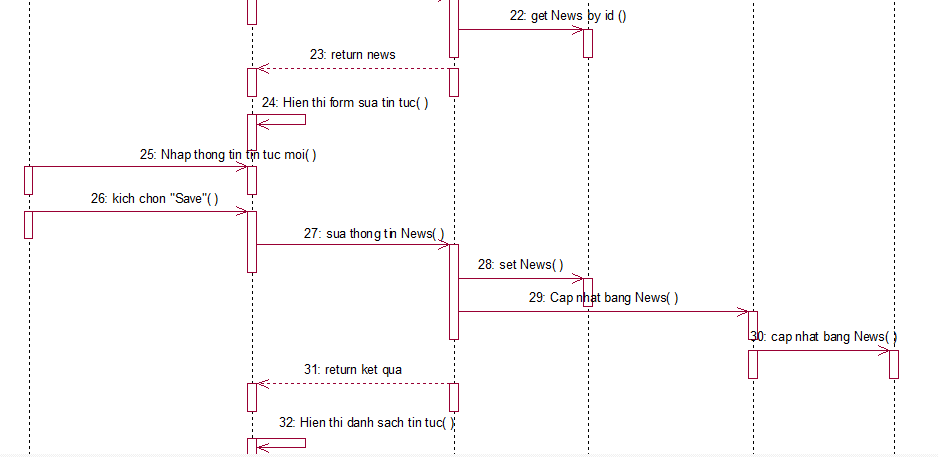 22: get News by id ()
23: return news
24: Hien thi form sua tin tuc( )
25: Nhap thong tin tin tuc moi( )
26: kich chon "Save"( )
27: sua thong tin News( )
28: set News( )
29: Cap nhat bang News( )
30: cap nhat bang News( )
31: return ket qua
32: Hien thi danh sach tin tuc( )